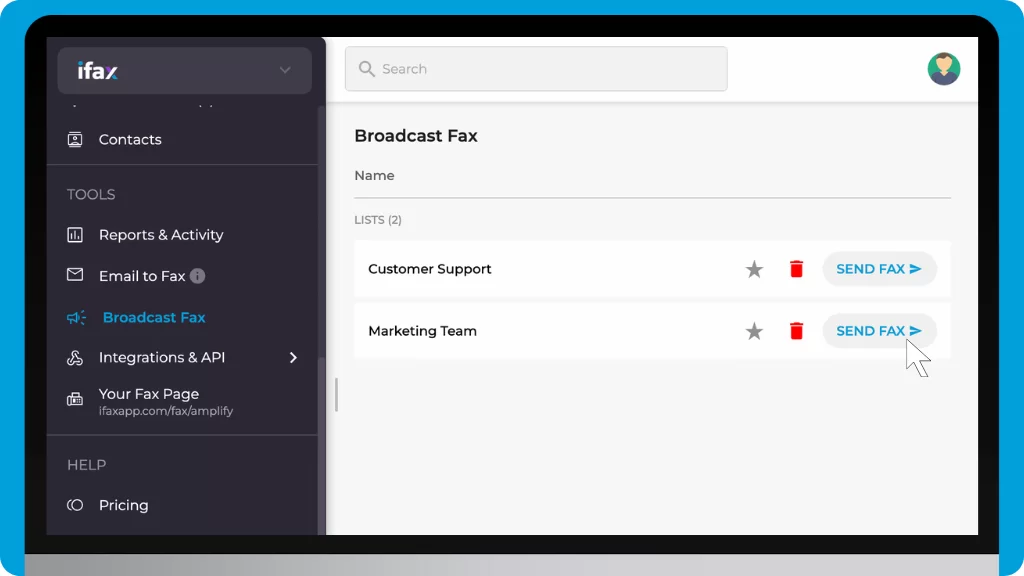 ifax
Contacts
TOOLS
Reports & Activity
Email to Fax
Broadcast Fax
Integrations & API
Your Fax Page
ifaxapp.com/fax/amplify
HELP
Pricing
Search
Broadcast Fax
Name
LISTS (2)
Customer Support
SEND FAX
Marketing Team
SEND FAX